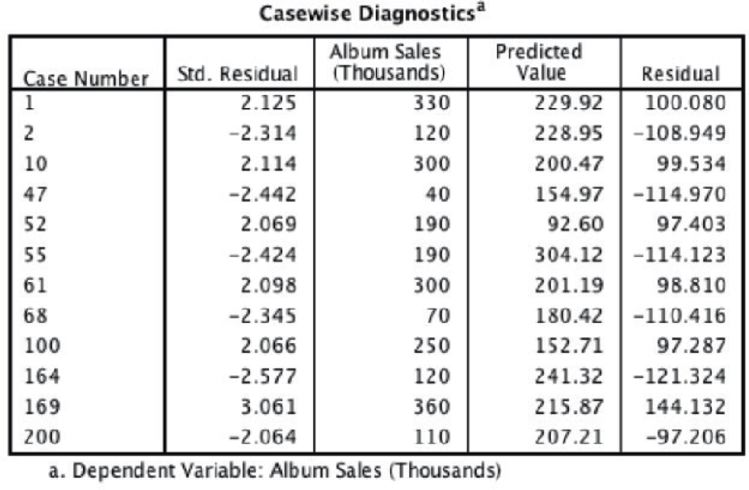 Casewise Diagnosticsa
Case Number Std. Residual Album Sales (Thousands) Predicted Value Residual
1 2.125 330 229.92 100.080
2 -2.314 120 228.95 -108.949
10 2.114 300 200.47 99.534
47 -2.442 40 154.97 -114.970
52 2.069 190 92.60 97.403
55 -2.424 190 304.12 -114.123
61 2.098 300 201.19 98.810
68 -2.345 70 180.42 -110.416
100 2.066 250 152.71 97.287
164 -2.577 120 241.32 -121.324
169 3.061 360 215.87 144.132
200 -2.064 110 207.21 -97.206
a. Dependent Variable: Album Sales (Thousands)